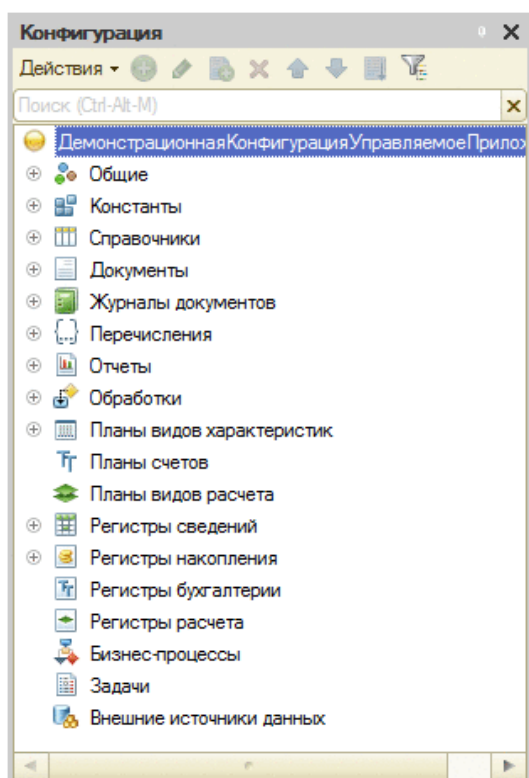 Конфигурация
Действия
Поиск (Ctrl-Alt-M)
ДемонстрационнаяКонфигурацияУправляемоеПрилож
Общие
Константы
Справочники
Документы
Журналы документов
Перечисления
Отчеты
Обработки
Планы видов характеристик
Планы счетов
Планы видов расчета
Регистры сведений
Регистры накопления
Регистры бухгалтерии
Регистры расчета
Бизнес-процессы
Задачи
Внешние источники данных